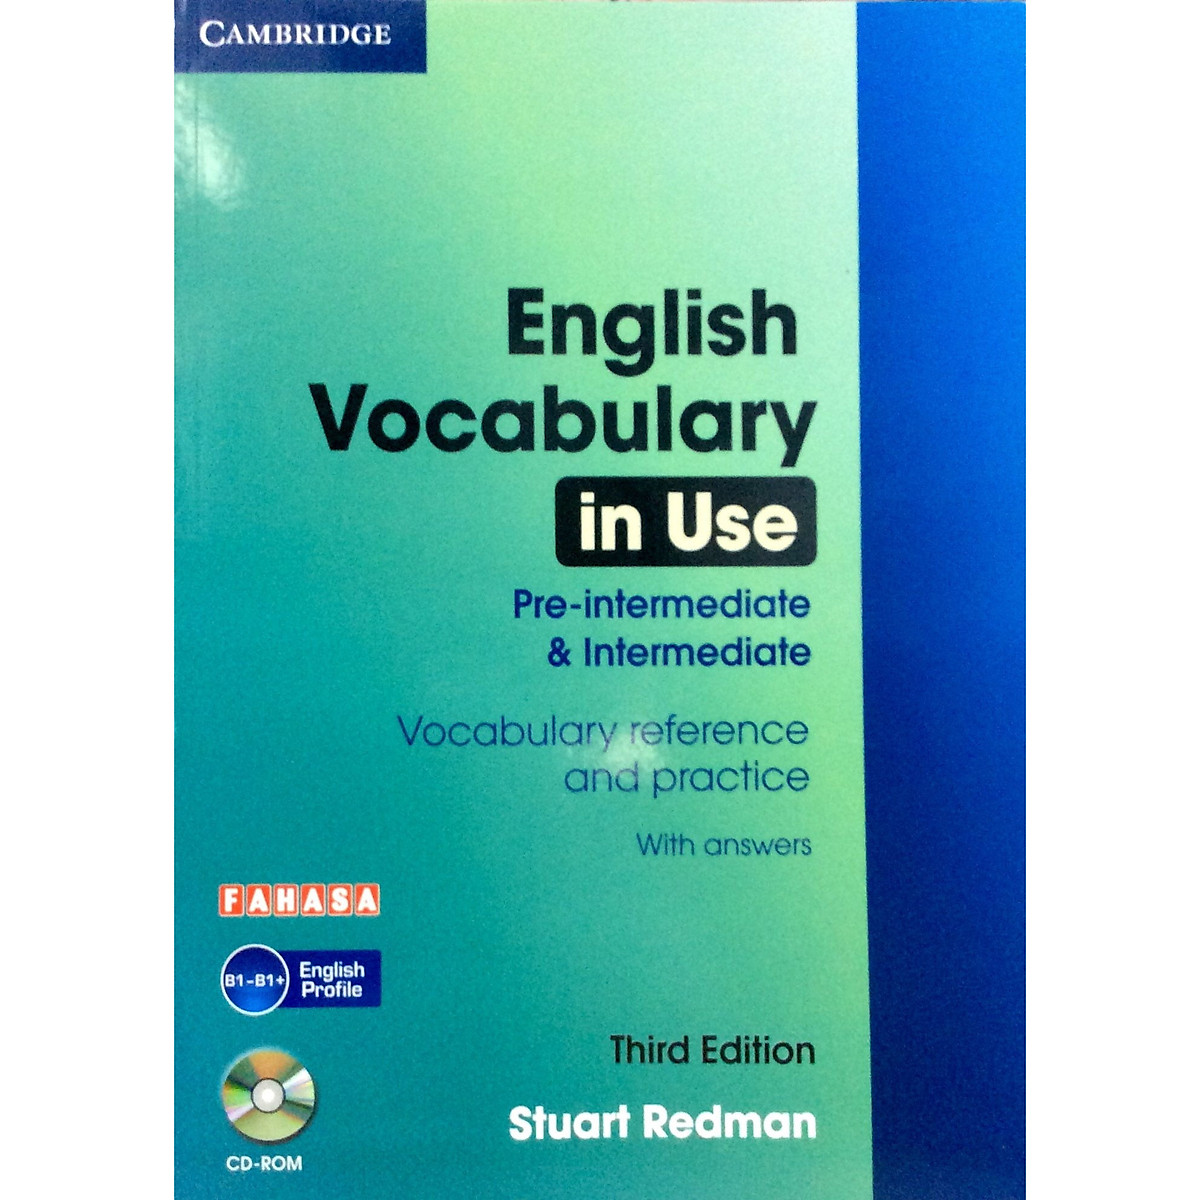 CAMBRIDGE
English
Vocabulary
in Use
Pre-intermediate
& Intermediate
Vocabulary reference
and practice
With answers
FAHASA
B1-B1+
English
Profile
Third Edition
Stuart Redman
CD-ROM